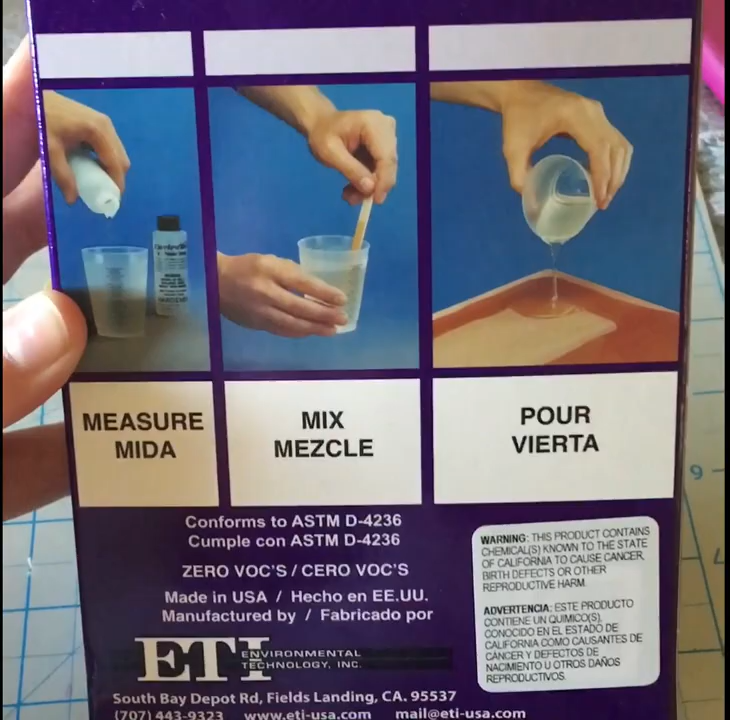 MEASURE
MIDA
MIX
MEZCLE
POUR
VIERTA
Conforms to ASTM D-4236
Cumple con ASTM D-4236
ZERO VOC'S / CERO VOC'S
Made in USA / Hecho en EE.UU.
Manufactured by / Fabricado por
ETI ENVIRONMENTAL
TECHNOLOGY, INC.
South Bay Depot Rd, Fields Landing, CA. 95537
(707) 443-9323 www.eti-usa.com mail@eti-usa.com
WARNING: THIS PRODUCT CONTAINS
CHEMICAL(S) KNOWN TO THE STATE
OF CALIFORNIA TO CAUSE CANCER,
BIRTH DEFECTS OR OTHER
REPRODUCTIVE HARM.
ADVERTENCIA: ESTE PRODUCTO
CONTIENE UN QUIMICO(S),
CONOCIDO EN EL ESTADO DE
CALIFORNIA COMO CAUSANTES DE
CÁNCER Y DEFECTOS DE
NACIMIENTO U OTROS DAÑOS
REPRODUCTIVOS.
9